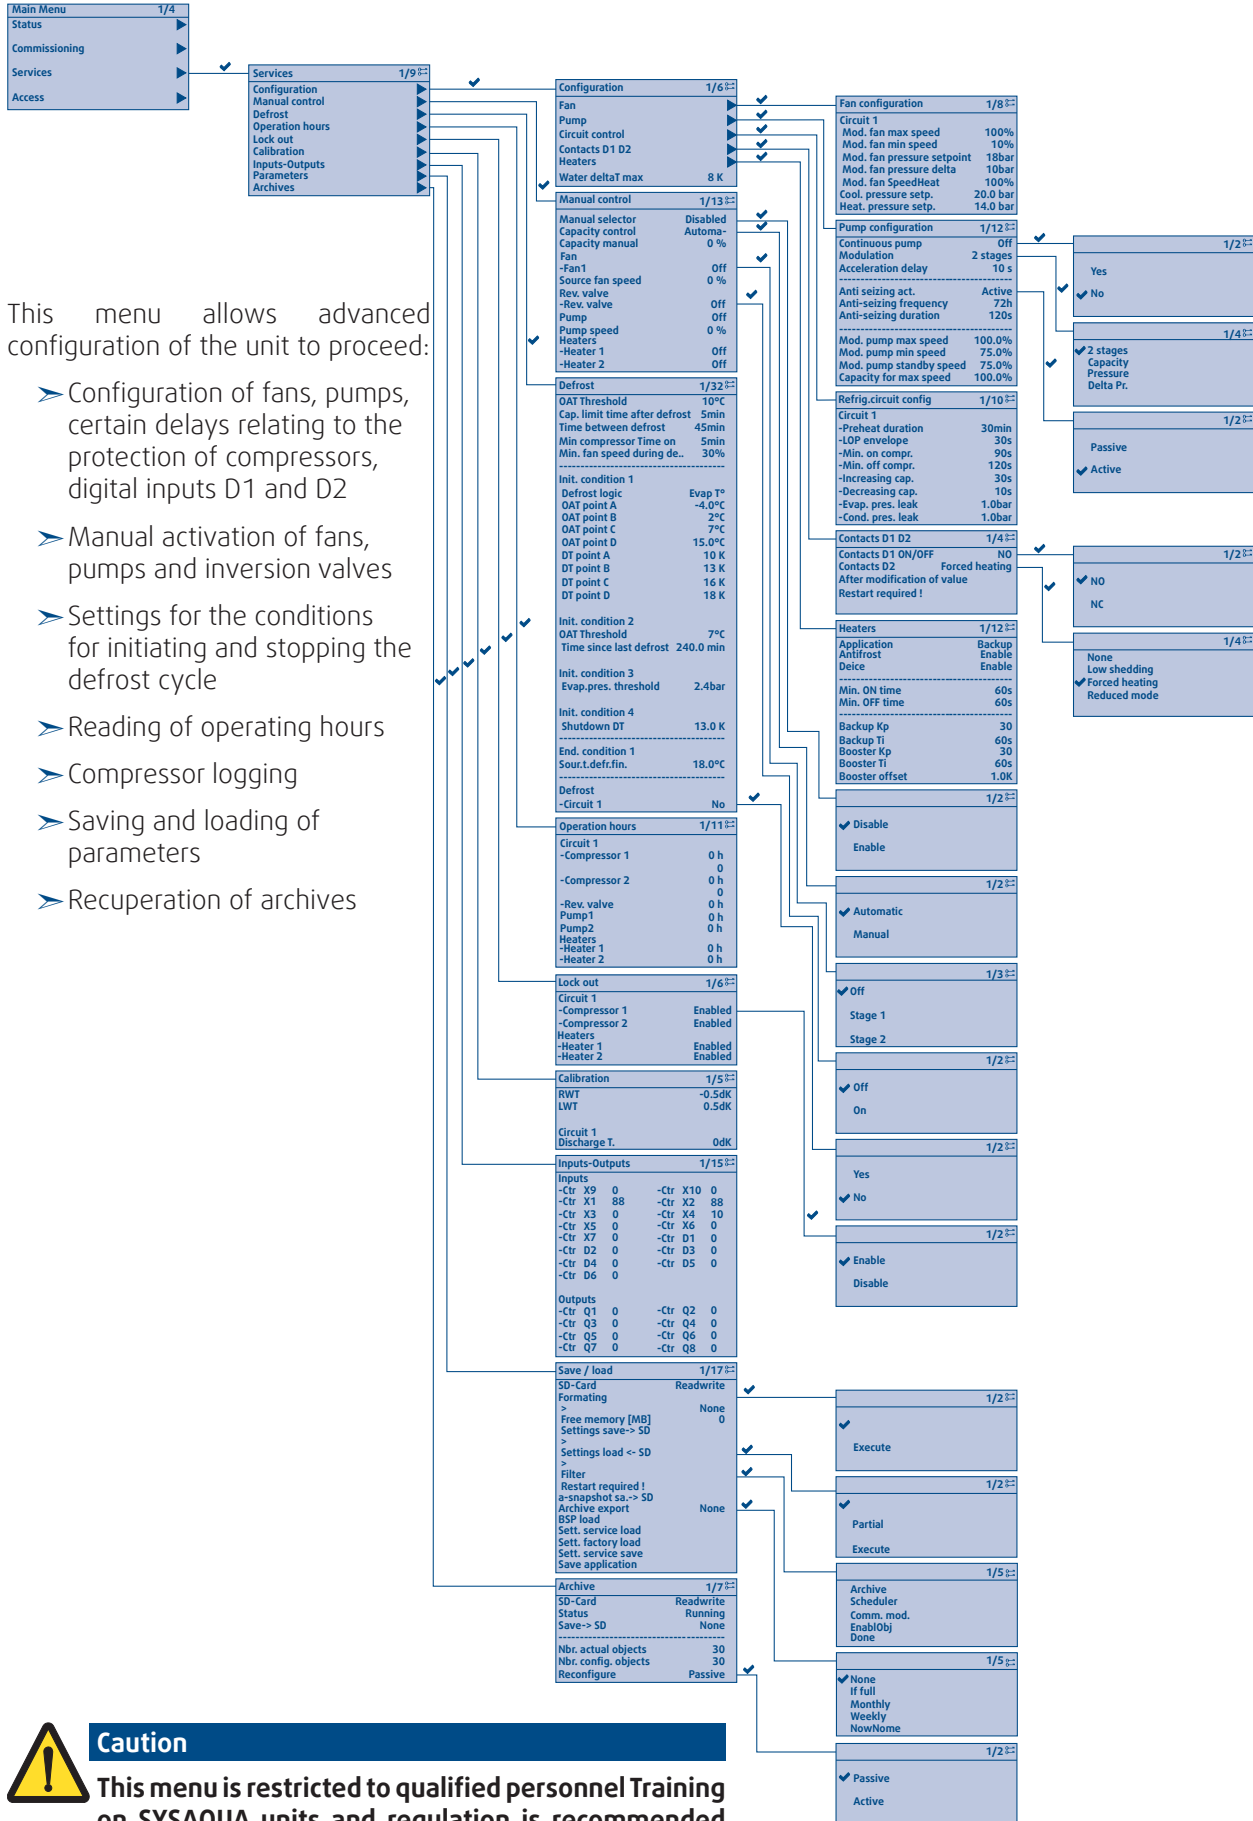 Main Menu 1/4
Status
Commissioning
Services
Access
Services 1/9
Configuration
Manual control
Defrost
Operation hours
Lock out
Calibration
Inputs-Outputs
Parameters
Archives
This menu allows advanced
configuration of the unit to proceed:
➢ Configuration of fans, pumps,
certain delays relating to the
protection of compressors,
digital inputs D1 and D2
➢ Manual activation of fans,
pumps and inversion valves
➢ Settings for the conditions
for initiating and stopping the
defrost cycle
➢ Reading of operating hours
➢ Compressor logging
➢ Saving and loading of
parameters
➢ Recuperation of archives
Configuration 1/6
Fan
Pump
Circuit control
Contacts D1 D2
Heaters
Water deltaT max 8 K
Manual control 1/13
Manual selector Disabled
Capacity control Automa-
Capacity manual 0 %
Fan
-Fan1 Off
Source fan speed 0 %
Rev. valve
-Rev. valve Off
Pump Off
Pump speed 0 %
Heaters
-Heater 1 Off
-Heater 2 Off
Defrost 1/32
OAT Threshold 10°C
Cap. limit time after defrost 5min
Time between defrost 45min
Min compressor Time on 5min
Min. fan speed during de.. 30%
----------------------------------------
Init. condition 1
Defrost logic Evap T°
OAT point A -4.0°C
OAT point B 2°C
OAT point C 7°C
OAT point D 15.0°C
DT point A 10 K
DT point B 13 K
DT point C 16 K
DT point D 18 K
Init. condition 2
OAT Threshold 7°C
Time since last defrost 240.0 min
Init. condition 3
Evap.pres. threshold 2.4bar
Init. condition 4
Shutdown DT 13.0 K
----------------------------------------
End. condition 1
Sour.t.defr.fin. 18.0°C
----------------------------------------
Defrost
-Circuit 1 No
Operation hours 1/11
Circuit 1
-Compressor 1 0 h
0
-Compressor 2 0 h
0
-Rev. valve 0 h
Pump1 0 h
Pump2 0 h
Heaters
-Heater 1 0 h
-Heater 2 0 h
Lock out 1/6
Circuit 1
-Compressor 1 Enabled
-Compressor 2 Enabled
Heaters
-Heater 1 Enabled
-Heater 2 Enabled
Calibration 1/5
RWT -0.5dK
LWT 0.5dK
Circuit 1
Discharge T. 0dK
Inputs-Outputs 1/15
Inputs
-Ctr X9 0 -Ctr X10 0
-Ctr X1 88 -Ctr X2 88
-Ctr X3 0 -Ctr X4 10
-Ctr X5 0 -Ctr X6 0
-Ctr X7 0 -Ctr D1 0
-Ctr D2 0 -Ctr D3 0
-Ctr D4 0 -Ctr D5 0
-Ctr D6 0
Outputs
-Ctr Q1 0 -Ctr Q2 0
-Ctr Q3 0 -Ctr Q4 0
-Ctr Q5 0 -Ctr Q6 0
-Ctr Q7 0 -Ctr Q8 0
Save / load 1/17
SD-Card Readwrite
Formating
> None
Free memory [MB] 0
Settings save-> SD
>
Settings load <- SD
>
Filter
Restart required !
a-snapshot sa.-> SD
Archive export None
BSP load
Sett. service load
Sett. factory load
Sett. service save
Save application
Archive 1/7
SD-Card Readwrite
Status Running
Save-> SD None
----------------------------------------
Nbr. actual objects 30
Nbr. config. objects 30
Reconfigure Passive
Fan configuration 1/8
Circuit 1
Mod. fan max speed 100%
Mod. fan min speed 10%
Mod. fan pressure setpoint 18bar
Mod. fan pressure delta 10bar
Mod. fan SpeedHeat 100%
Cool. pressure setp. 20.0 bar
Heat. pressure setp. 14.0 bar
Pump configuration 1/12
Continuous pump Off
Modulation 2 stages
Acceleration delay 10 s
----------------------------------------
Anti seizing act. Active
Anti-seizing frequency 72h
Anti-seizing duration 120s
----------------------------------------
Mod. pump max speed 100.0%
Mod. pump min speed 75.0%
Mod. pump standby speed 75.0%
Capacity for max speed 100.0%
Refrig.circuit config 1/10
Circuit 1
-Preheat duration 30min
-LOP envelope 30s
-Min. on compr. 90s
-Min. off compr. 120s
-Increasing cap. 30s
-Decreasing cap. 10s
-Evap. pres. leak 1.0bar
-Cond. pres. leak 1.0bar
Contacts D1 D2 1/4
Contacts D1 ON/OFF NO
Contacts D2 Forced heating
After modification of value
Restart required !
Heaters 1/12
Application Backup
Antifrost Enable
Deice Enable
----------------------------------------
Min. ON time 60s
Min. OFF time 60s
----------------------------------------
Backup Kp 30
Backup Ti 60s
Booster Kp 30
Booster Ti 60s
Booster offset 1.0K
1/2
✔ Disable
Enable
1/2
✔ Automatic
Manual
1/3
✔ Off
Stage 1
Stage 2
1/2
✔ Off
On
1/2
Yes
✔ No
1/2
✔ Enable
Disable
1/2
✔
Execute
1/2
✔
Partial
Execute
1/5
Archive
Scheduler
Comm. mod.
EnablObj
Done
1/5
✔ None
If full
Monthly
Weekly
NowNome
1/2
✔ Passive
Active
1/2
Yes
✔ No
1/4
✔ 2 stages
Capacity
Pressure
Delta Pr.
1/2
Passive
✔ Active
1/2
✔ NO
NC
1/4
None
Low shedding
✔ Forced heating
Reduced mode
Caution
This menu is restricted to qualified personnel Training
on SYSAQUA units and regulation is recommended